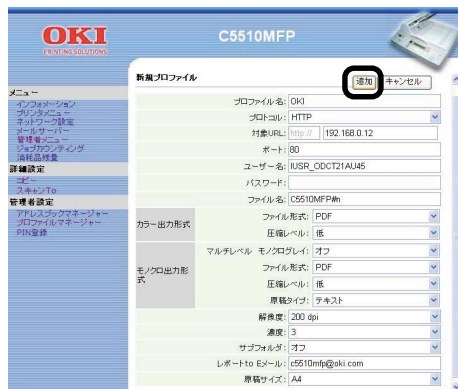 OKI
PRINTING SOLUTIONS
C5510MFP
メニュー
インフォメーション
プリンタメニュー
ネットワーク設定
メールサーバー
管理者メニュー
ジョブカウンティング
消耗品残量
詳細設定
コピー
スキャンTo
管理者設定
アドレスブックマネージャー
プロファイルマネージャー
PIN登録
新規プロファイル
追加 キャンセル
プロファイル名: OKI
プロトコル: HTTP
対象URL: http:// 192.168.0.12
ポート: 80
ユーザー名: IUSR_ODCT21AU45
パスワード:
ファイル名: C5510MFP#n
カラー出力形式
ファイル形式: PDF
圧縮レベル: 低
モノクロ出力形式
マルチレベル モノクログレイ: オフ
ファイル形式: PDF
圧縮レベル: 低
原稿タイプ: テキスト
解像度: 200 dpi
濃度: 3
サブフォルダ: オフ
レポートto Eメール: c5510mfp@oki.com
原稿サイズ: A4